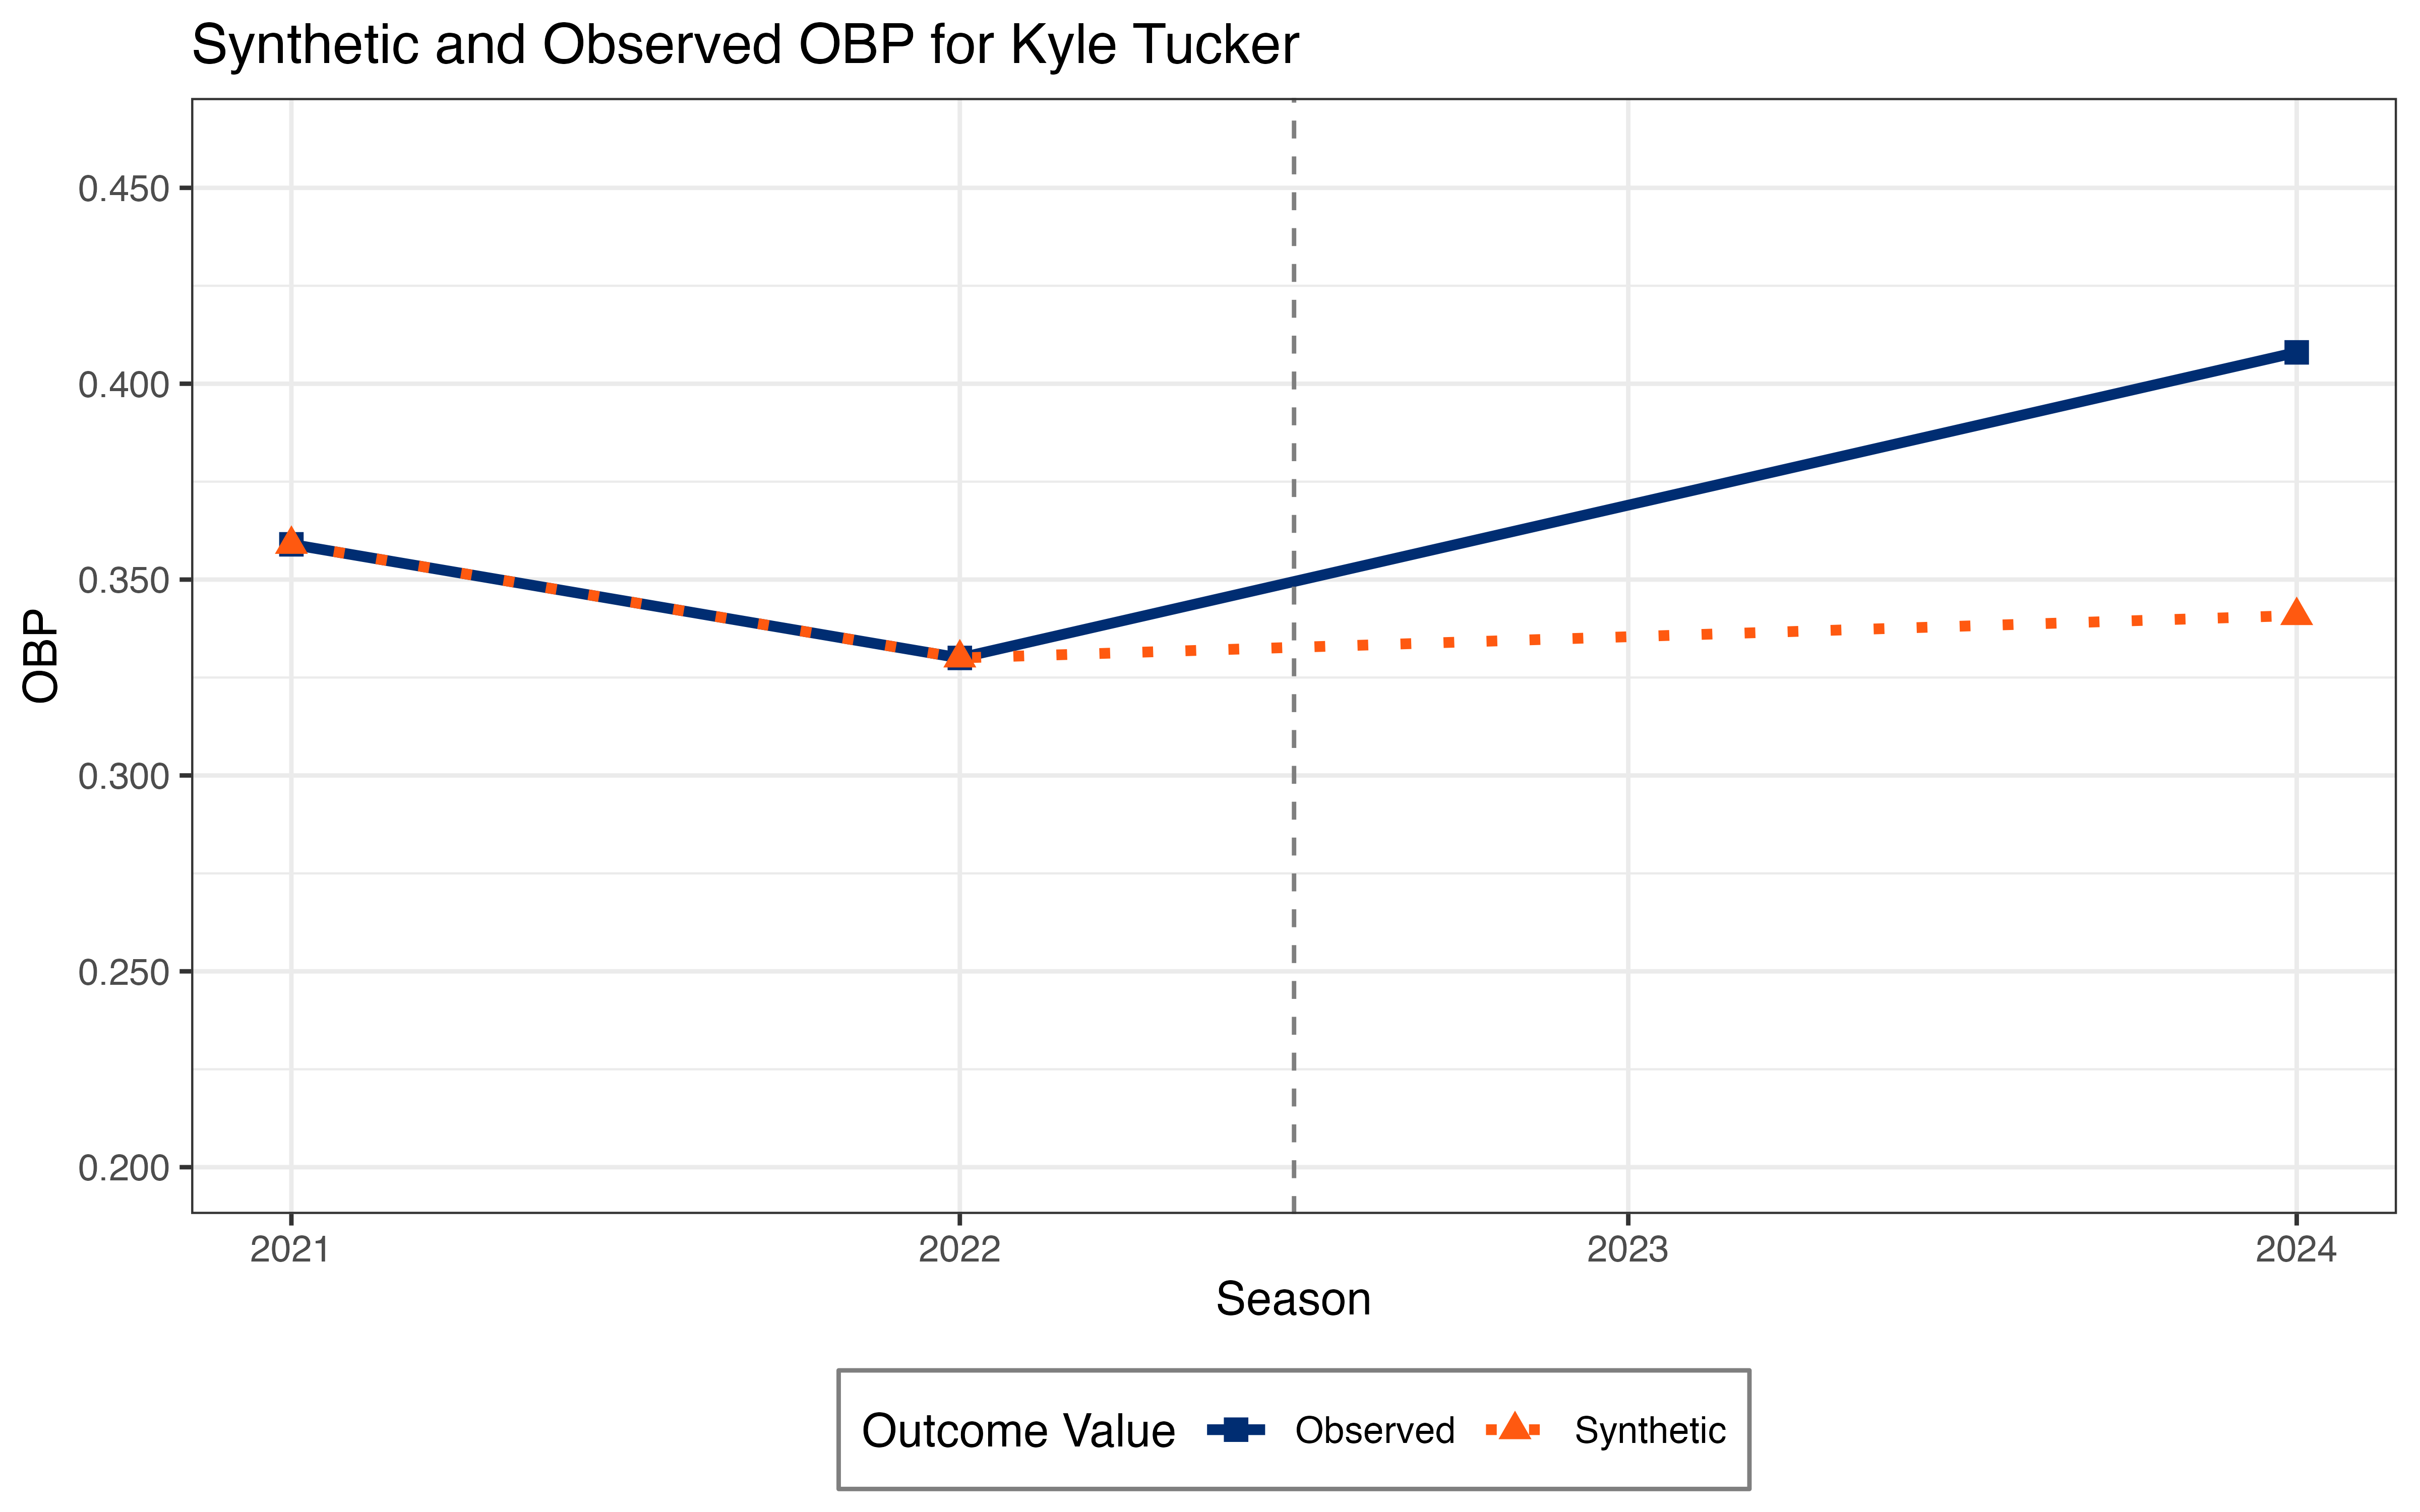 Synthetic and Observed OBP for Kyle Tucker
OBP
0.450
0.400
0.350
0.300
0.250
0.200
2021 2022 2023 2024
Season
Outcome Value Observed Synthetic